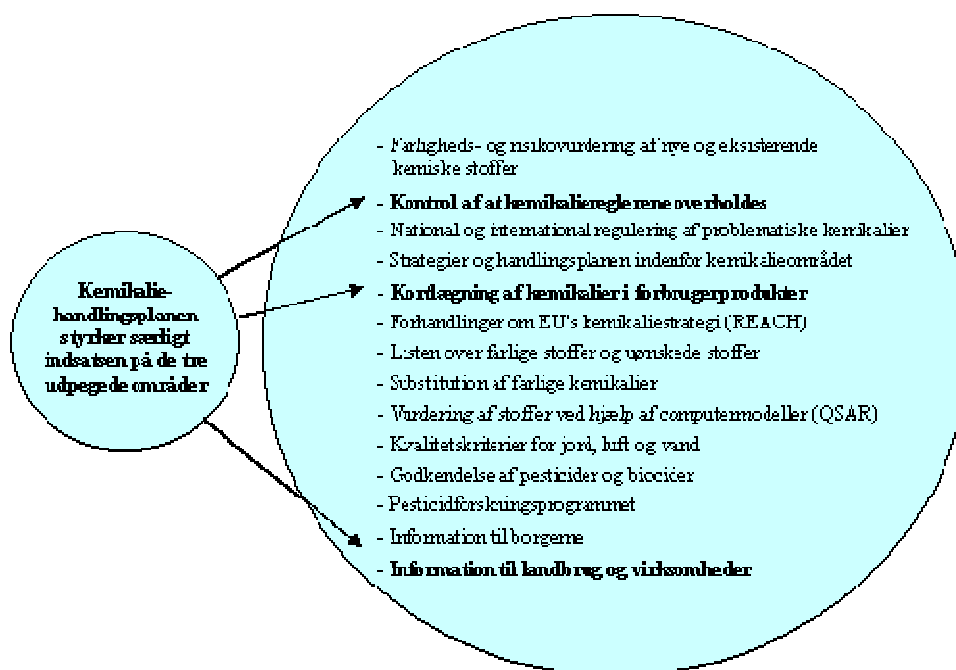 Kemikalie-
handlingsplanen
styrker særligt
indsatsen på de tre
udpegede områder
- Farligheds- og risikovurdering af nye og eksisterende
kemiske stoffer
- Kontrol af at kemikaliereglerene overholdes
- National og international regulering af problematiske kemikalier
- Strategier og handlingsplanen indenfor kemikalieområdet
- Kortlægning af kemikalier i forbrugerprodukter
- Forhandlinger om EU's kemikaliestrategi (REACH)
- Listen over farlige stoffer og uønskede stoffer
- Substitution af farlige kemikalier
- Vurdering af stoffer ved hjælp af computermodeller (QSAR)
- Kvalitetskriterier for jord, luft og vand
- Godkendelse af pesticider og biocider
- Pesticidforskningsprogrammet
- Information til borgerne
- Information til landbrug og virksomheder